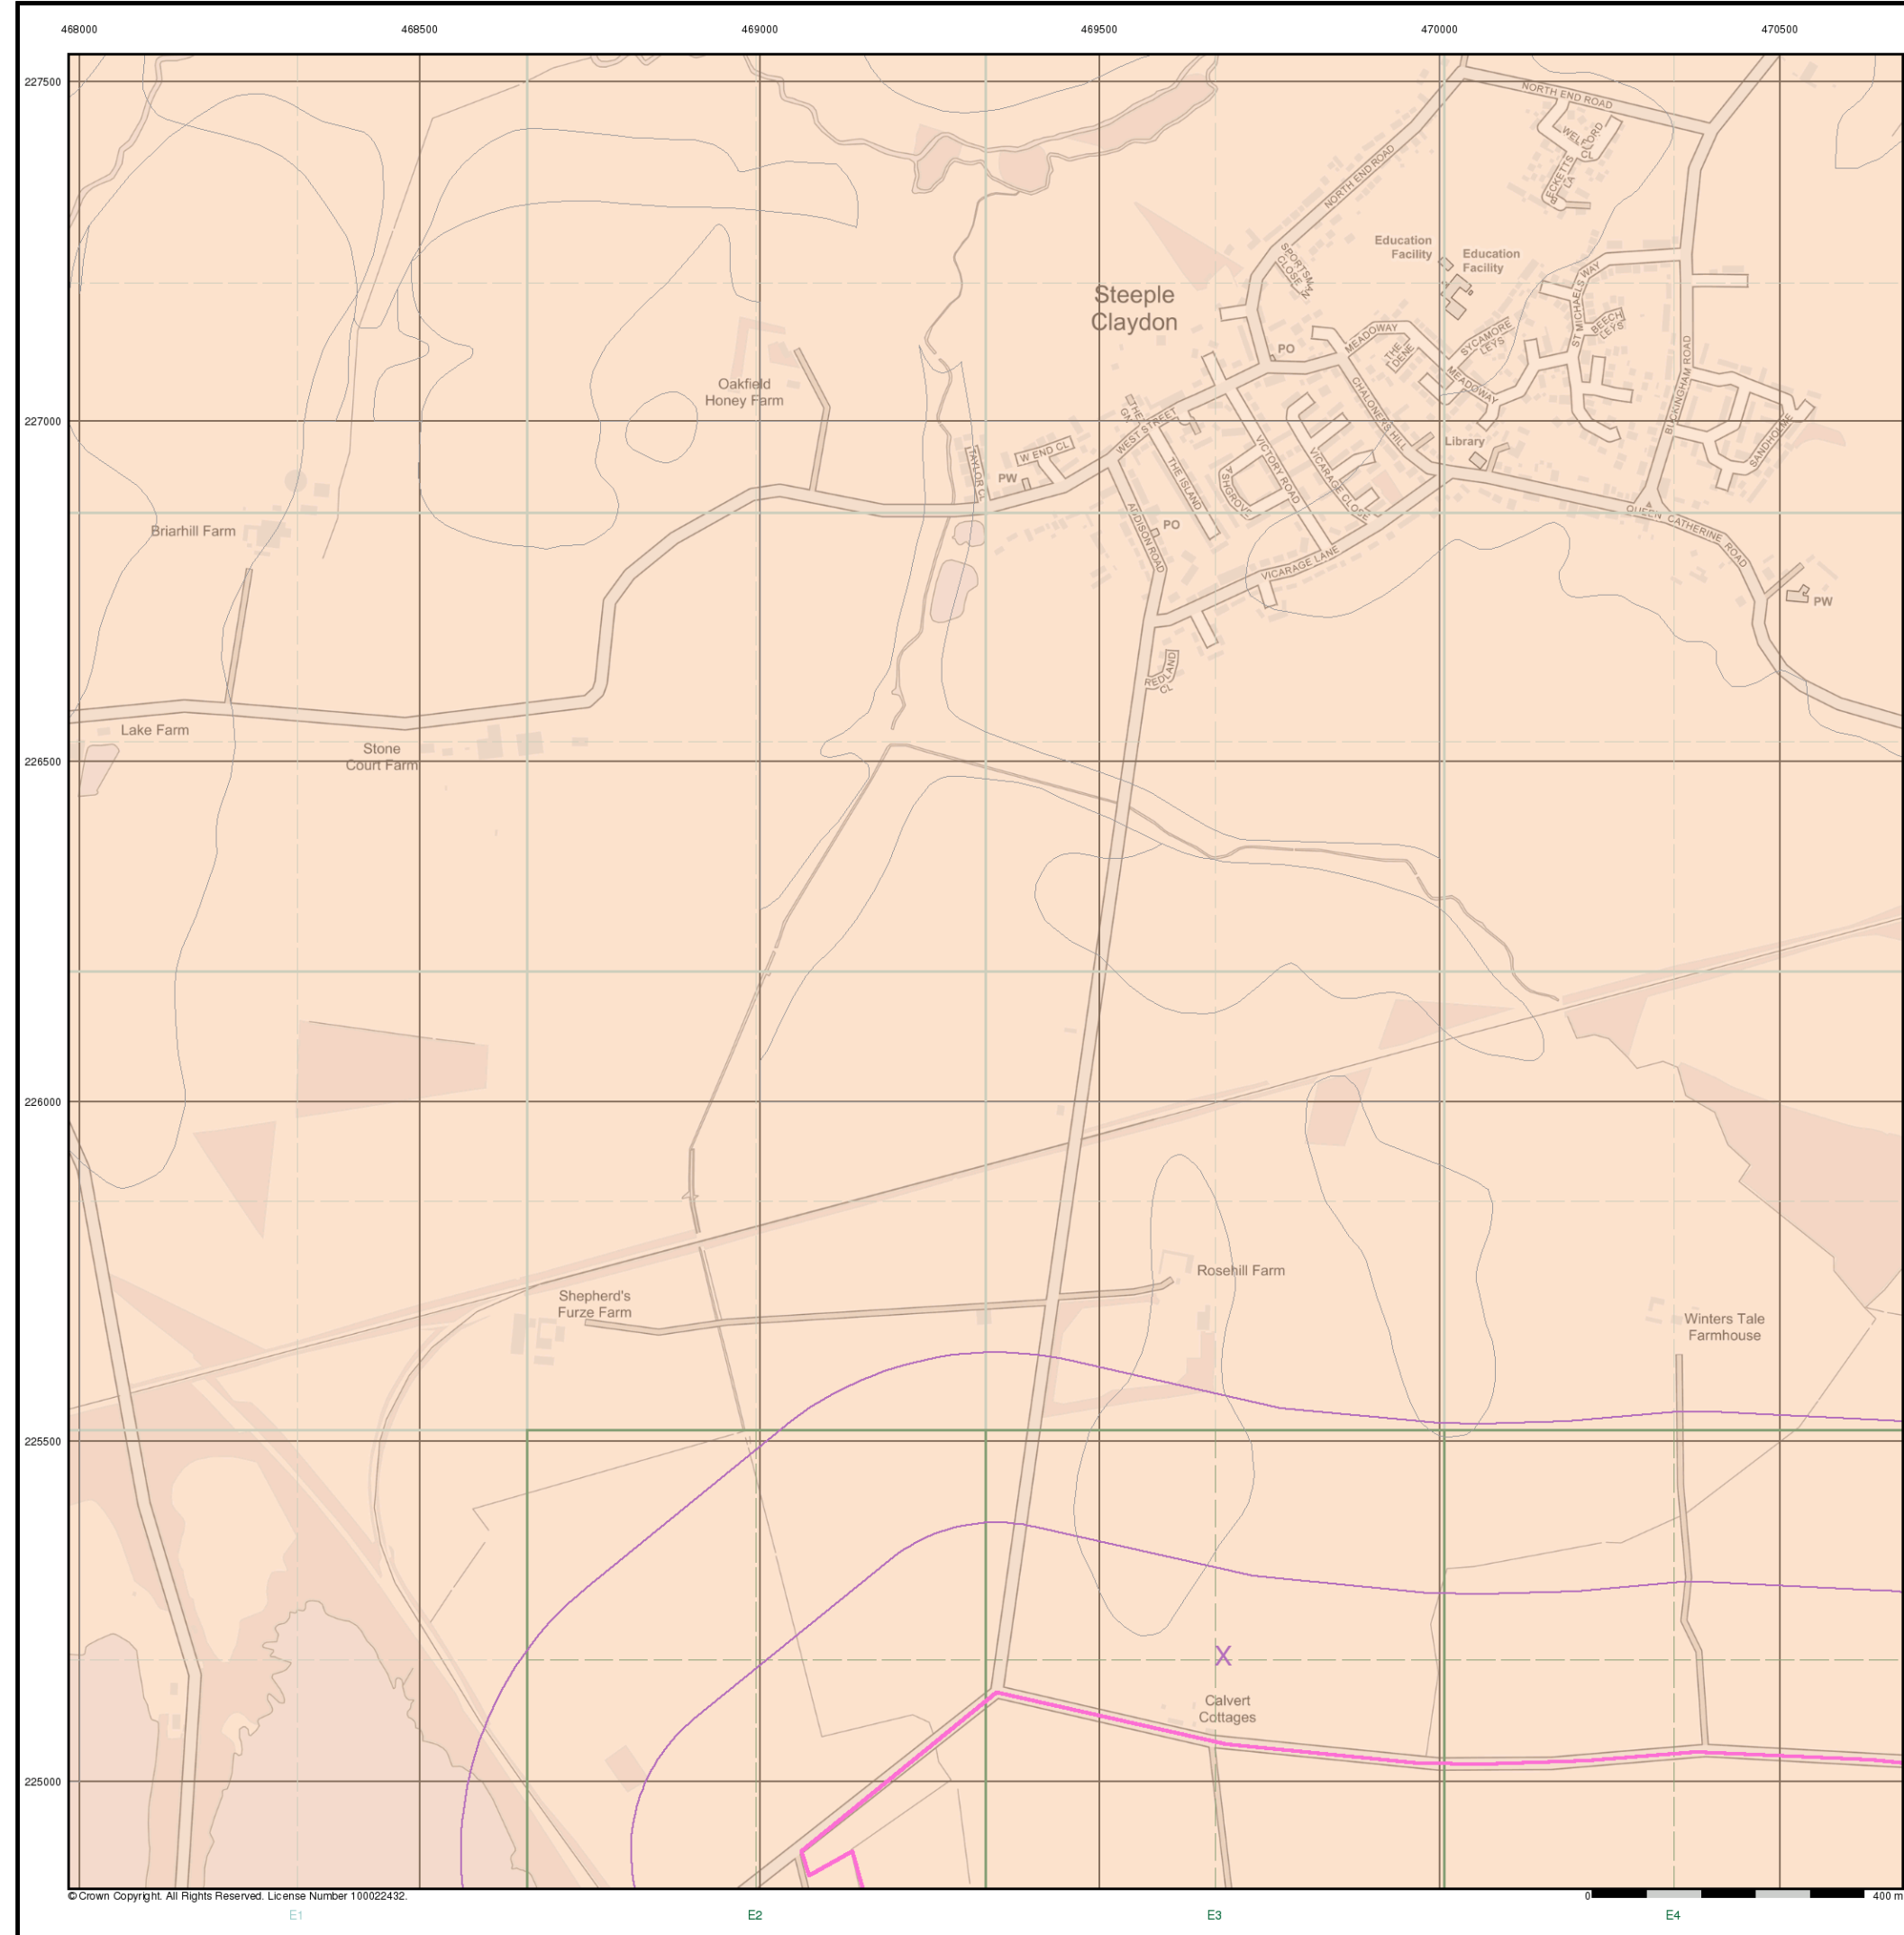 468000
468500
469000
469500
470000
470500
227500
227000
226500
226000
225500
225000
NORTH END ROAD
WELL
CL
CLFORD
PECKETTS
LA
NORTH END ROAD
Education
Facility
Education
Facility
SPORTSMAN
CLOSE
Steeple
Claydon
ST MICHAELS WAY
BEECH
LEYS
SYCAMORE
LEYS
MEADOWAY
THE
DENE
MEADOWAY
PO
BUCKINGHAM ROAD
SANDHOLME
CHALONERS HILL
Oakfield
Honey Farm
THE
GN
WEST STREET
Library
W END CL
TAYLOR CL
PW
THE ISLAND
ASHGROVE
VICTORY ROAD
VICARAGE CLOSE
QUEEN CATHERINE ROAD
ADDISON ROAD
PO
VICARAGE LANE
PW
Briarhill Farm
REDLAND
CL
Lake Farm
Stone
Court Farm
Rosehill Farm
Shepherd's
Furze Farm
Winters Tale
Farmhouse
X
Calvert
Cottages
© Crown Copyright. All Rights Reserved. License Number 100022432.
0
400 m
E1
E2
E3
E4